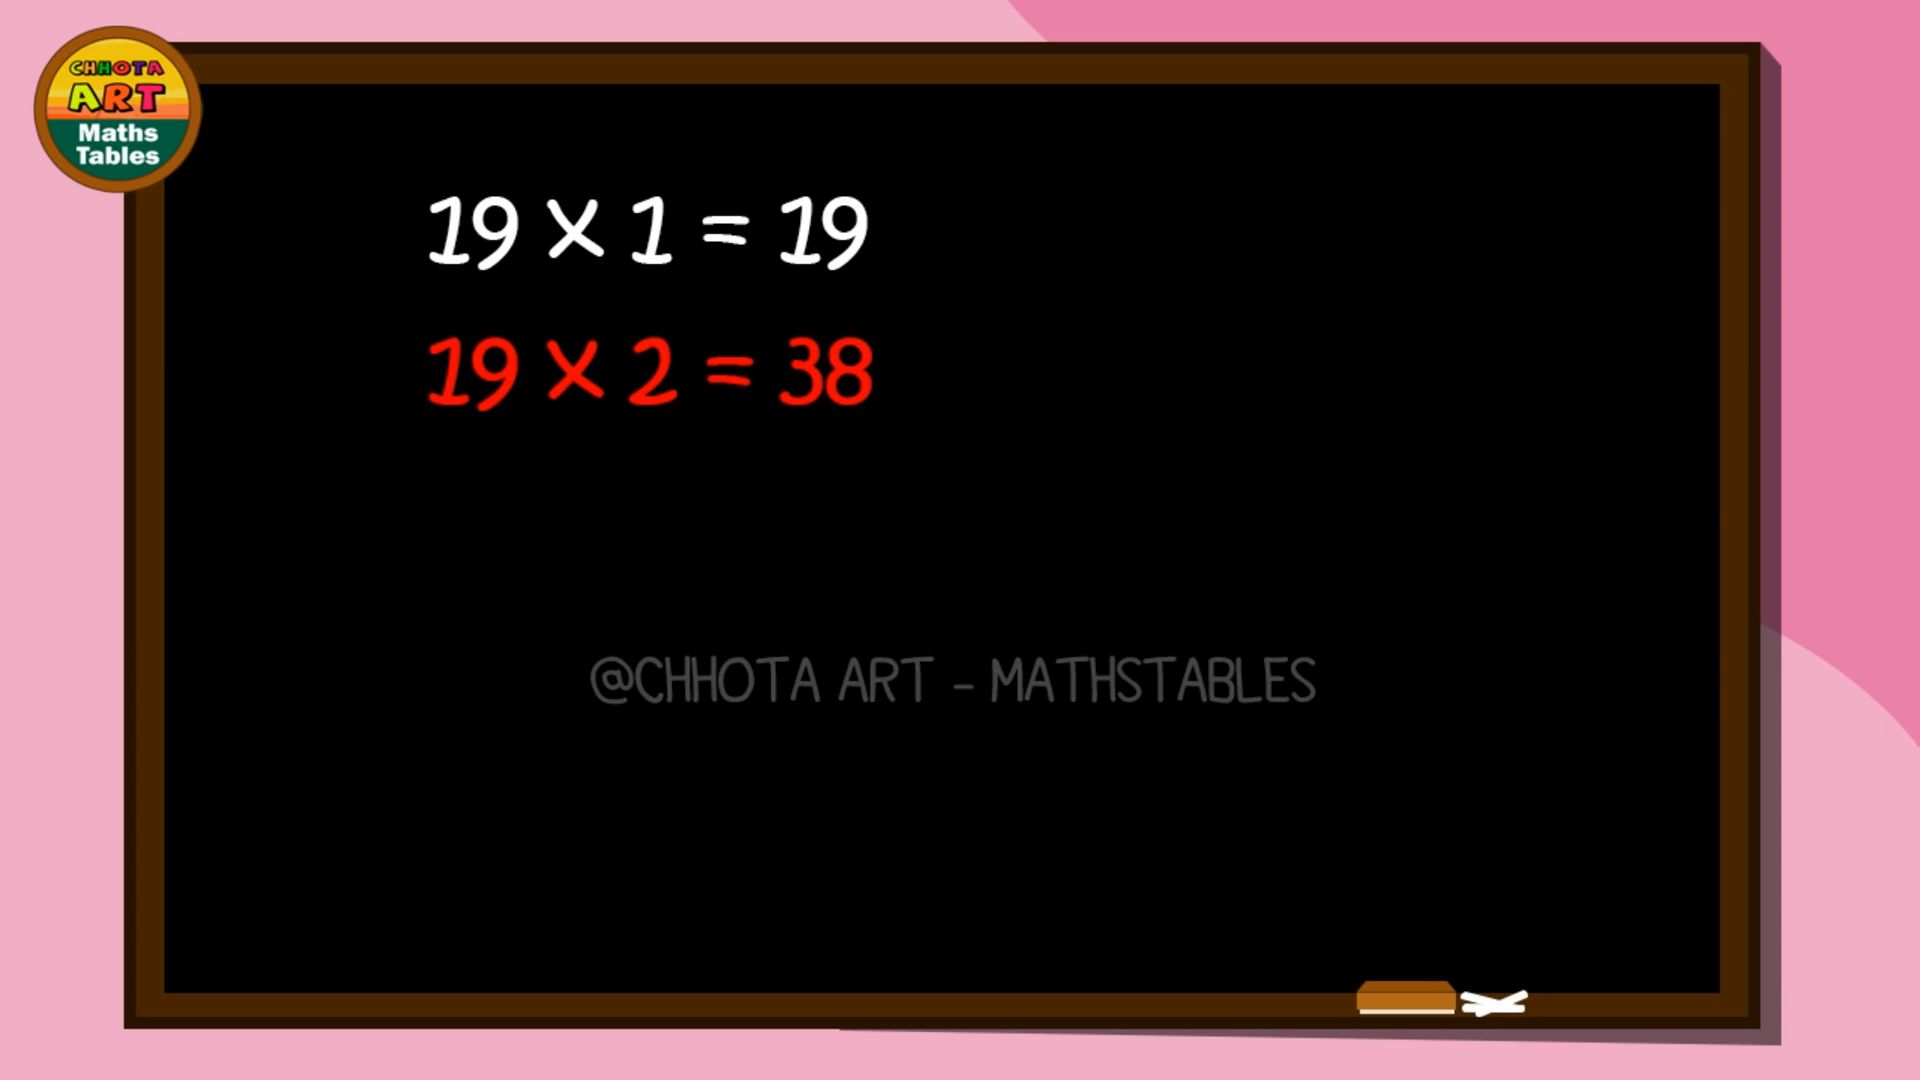 CHHOTA
ART
Maths
Tables
19 × 1 = 19
19 × 2 = 38
@CHHOTA ART - MATHSTABLES